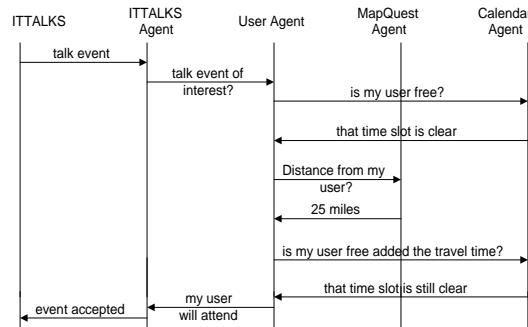 ITTALKS
ITTALKS
Agent
User Agent
MapQuest
Agent
Calenda
Agent
talk event
talk event of
interest?
is my user free?
that time slot is clear
Distance from my
user?
25 miles
is my user free added the travel time?
that time slot is still clear
my user
will attend
event accepted